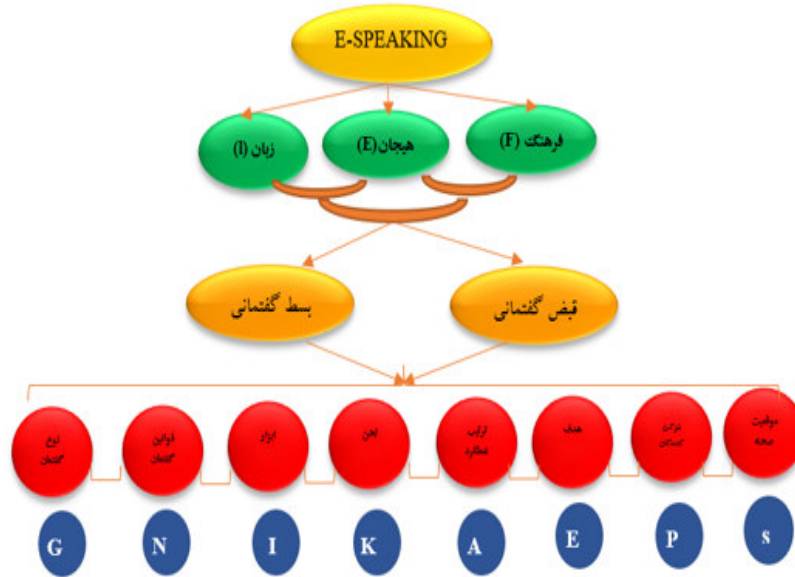 E-SPEAKING
فرهنگ (F)
هیجان(E)
زبان (I)
قبض گفتمانی
بسط گفتمانی
موقعیت
صحنه
شرکت
کنندگان
هدف
ترتیب
عملکرد
لحن
ابزار
قوانین
گفتمان
نوع
گفتمان
G N I K A E P s